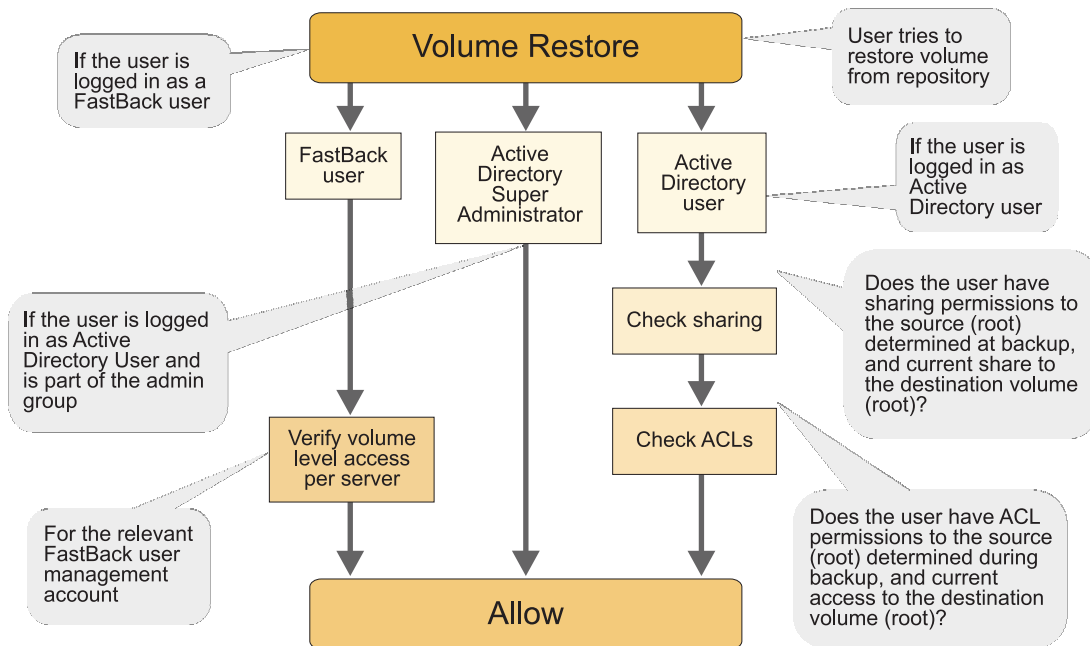 Volume Restore
If the user is
logged in as a
FastBack user
User tries to
restore volume
from repository
FastBack
user
Active
Directory
Super
Administrator
Active
Directory
user
If the user is
logged in as
Active
Directory user
If the user is logged
in as Active
Directory User and
is part of the admin
group
Check sharing
Does the user have
sharing permissions to
the source (root)
determined at backup,
and current share to
the destination volume
(root)?
Verify volume
level access
per server
Check ACLs
For the relevant
FastBack user
management
account
Does the user have ACL
permissions to the source
(root) determined during
backup, and current
access to the destination
volume (root)?
Allow